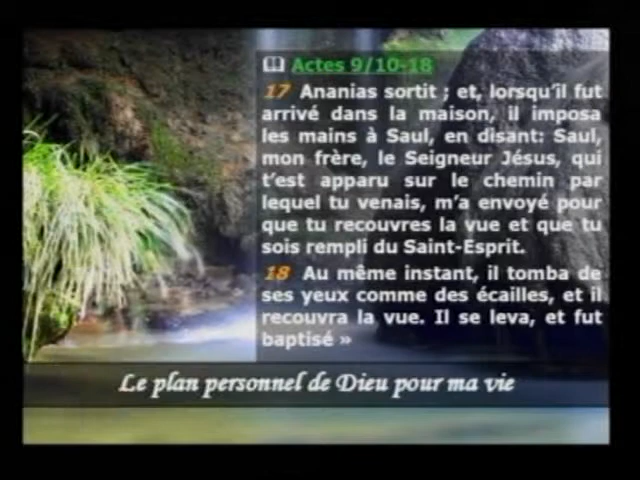 Actes 9/10-18
17 Ananias sortit ; et, lorsqu'il fut
arrivé dans la maison, il imposa
les mains à Saul, en disant: Saul,
mon frère, le Seigneur Jésus, qui
t'est apparu sur le chemin par
lequel tu venais, m'a envoyé pour
que tu recouvres la vue et que tu
sois rempli du Saint-Esprit.
18 Au même instant, il tomba de
ses yeux comme des écailles, et il
recouvra la vue. Il se leva, et fut
baptisé »
Le plan personnel de Dieu pour ma vie